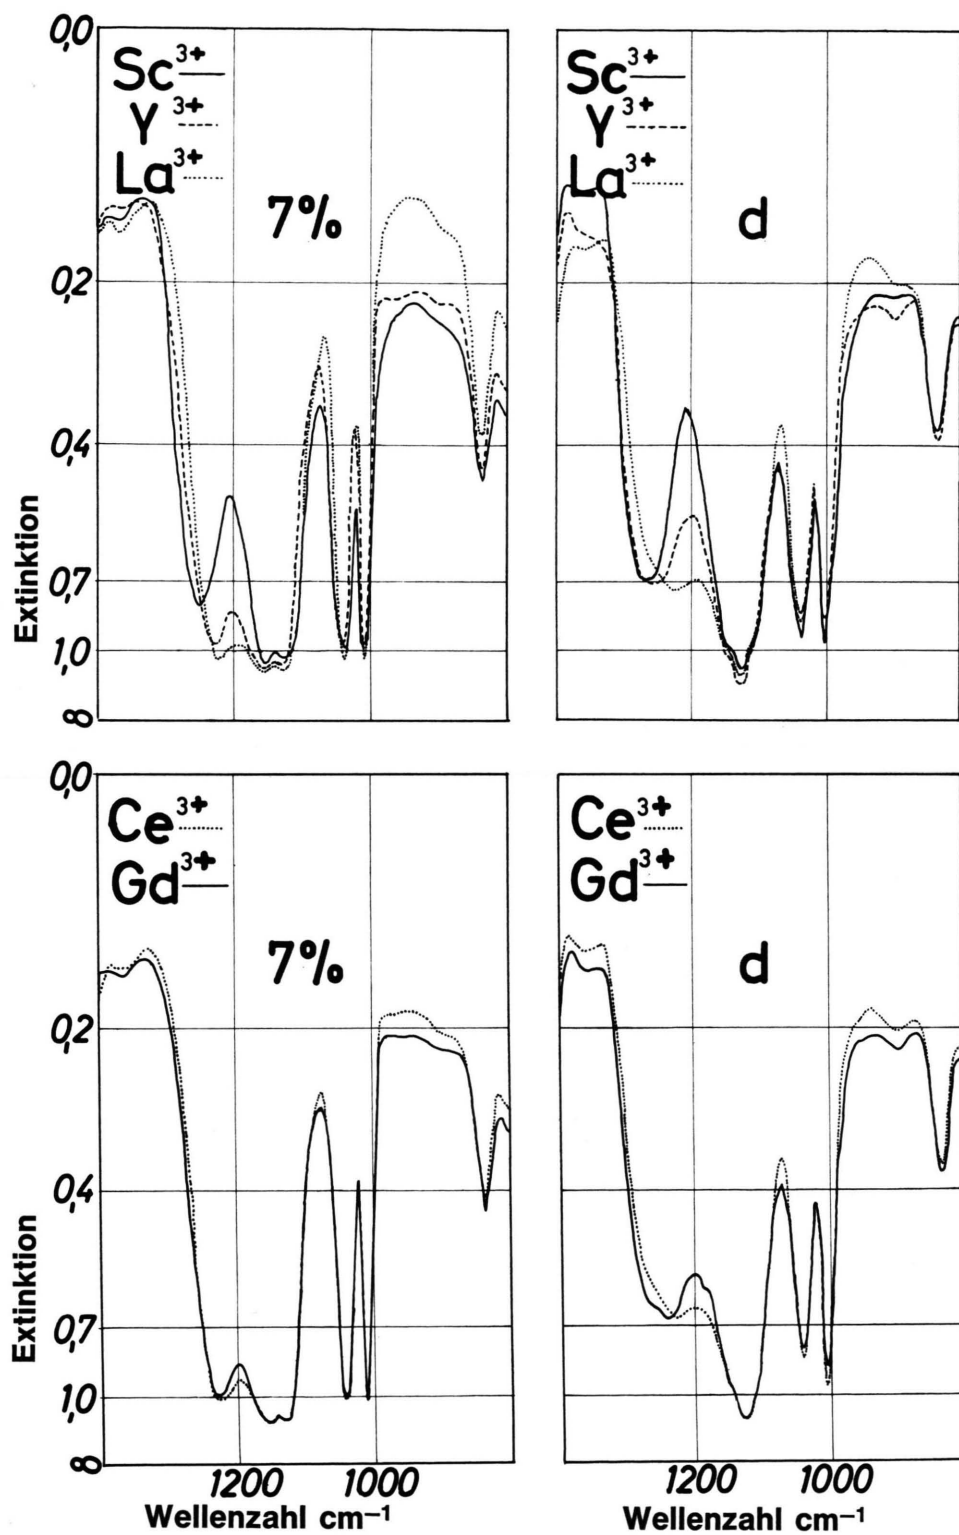 0,0
Sc³⁺
Y³⁺
La³⁺
7%
0,2
0,4
0,7
1,0
∞
Extinktion
Sc³⁺
Y³⁺
La³⁺
d
0,0
Ce³⁺
Gd³⁺
7%
0,2
0,4
0,7
1,0
∞
Extinktion
1200 1000
Wellenzahl cm⁻¹
Ce³⁺
Gd³⁺
d
1200 1000
Wellenzahl cm⁻¹